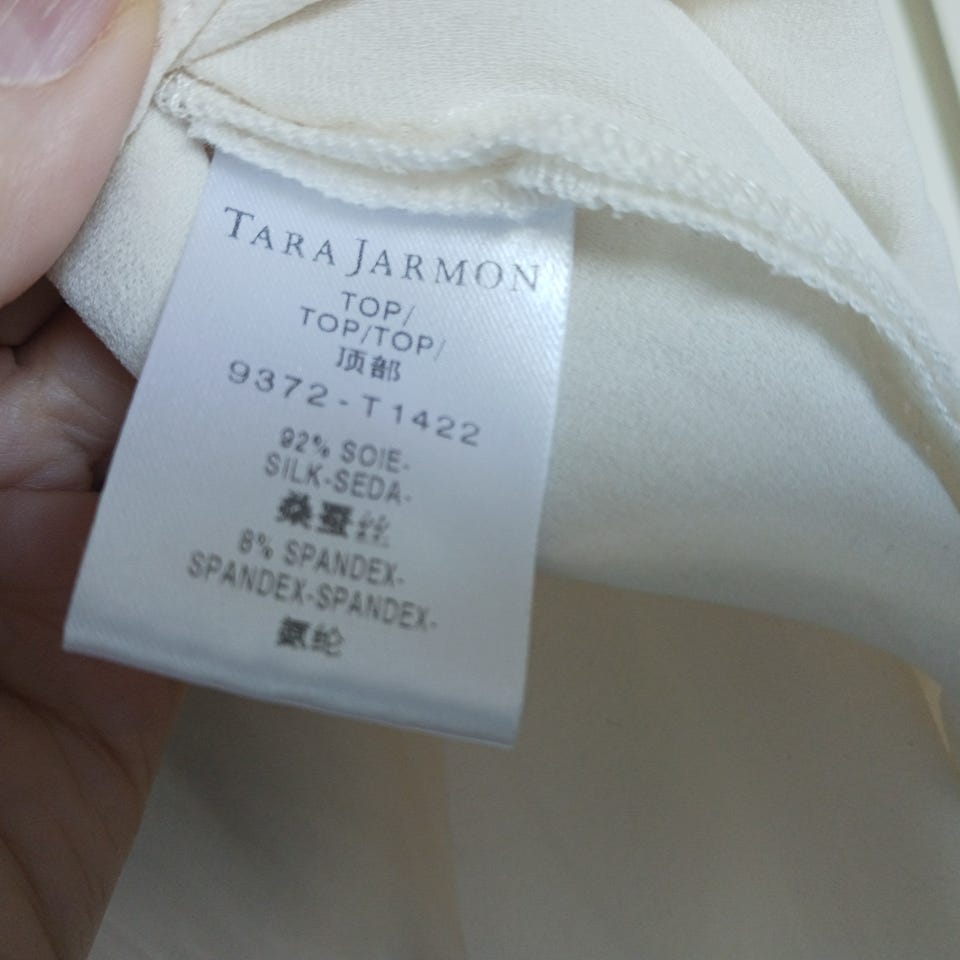 TARA JARMON
TOP/
TOP/TOP/
顶部
9372-T1422
92% SOIE-
SILK-SEDA-
桑蚕丝
8% SPANDEX-
SPANDEX-SPANDEX-
氨纶